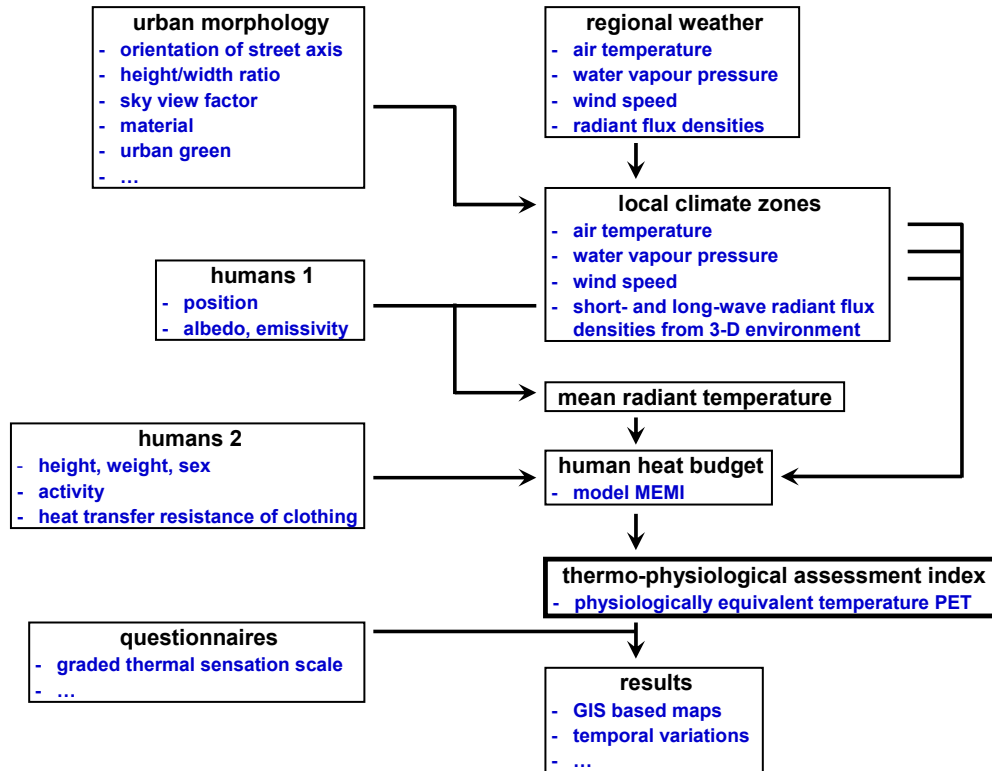 urban morphology
- orientation of street axis
- height/width ratio
- sky view factor
- material
- urban green
- …
regional weather
- air temperature
- water vapour pressure
- wind speed
- radiant flux densities
local climate zones
- air temperature
- water vapour pressure
- wind speed
- short- and long-wave radiant flux
densities from 3-D environment
humans 1
- position
- albedo, emissivity
mean radiant temperature
humans 2
- height, weight, sex
- activity
- heat transfer resistance of clothing
human heat budget
- model MEMI
thermo-physiological assessment index
- physiologically equivalent temperature PET
questionnaires
- graded thermal sensation scale
- …
results
- GIS based maps
- temporal variations
- …